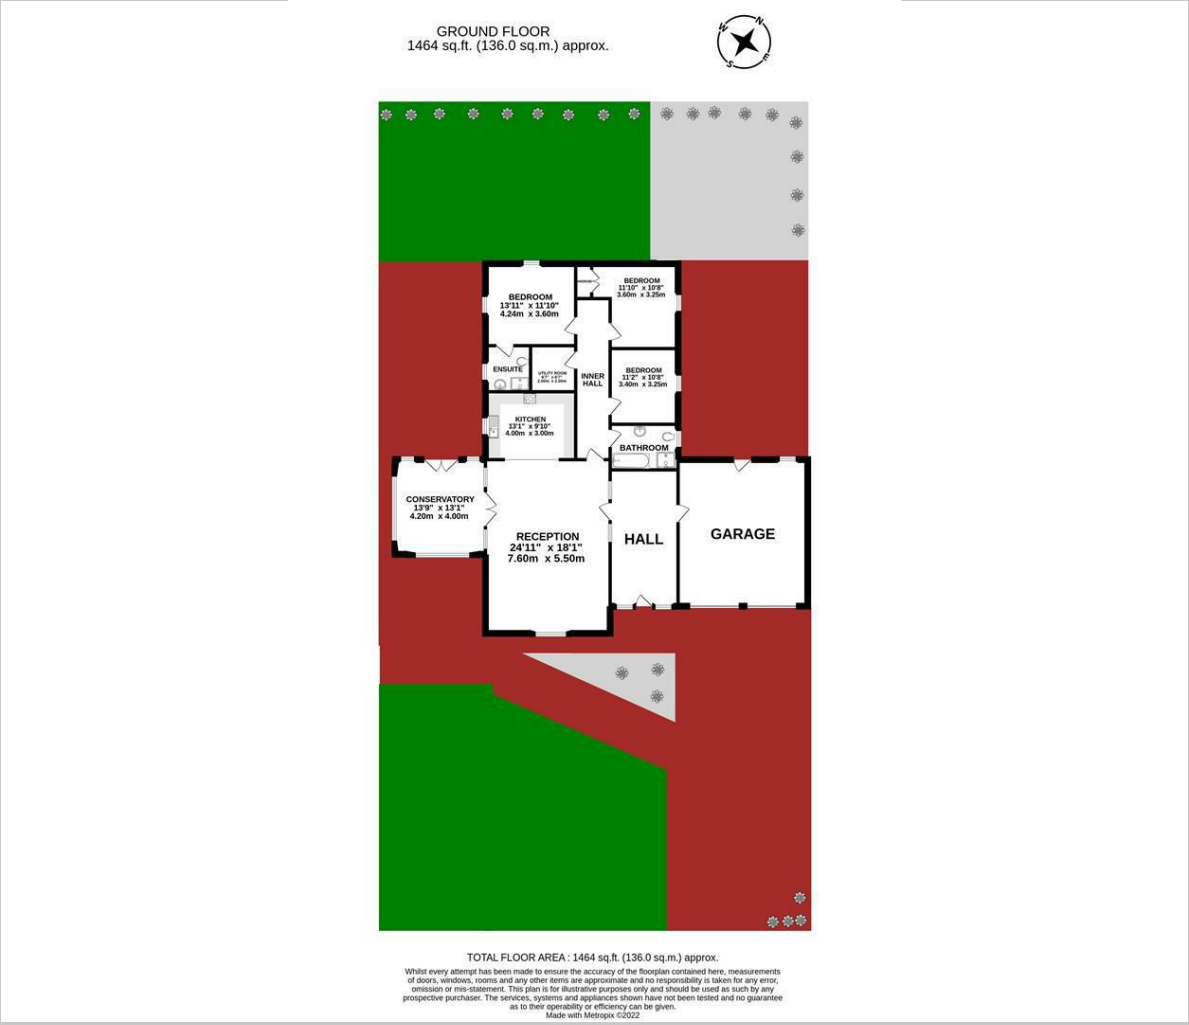 GROUND FLOOR
1464 sq.ft. (136.0 sq.m.) approx.
N
W
E
S
BEDROOM
13'11" x 11'10"
4.24m x 3.60m
BEDROOM
11'10" x 10'8"
3.60m x 3.25m
ENSUITE
UTILITY ROOM
6'7" x 6'7"
2.00m x 2.00m
INNER
HALL
BEDROOM
11'2" x 10'8"
3.40m x 3.25m
KITCHEN
13'1" x 9'10"
4.00m x 3.00m
BATHROOM
CONSERVATORY
13'9" x 13'1"
4.20m x 4.00m
RECEPTION
24'11" x 18'1"
7.60m x 5.50m
HALL
GARAGE
TOTAL FLOOR AREA : 1464 sq.ft. (136.0 sq.m.) approx.
Whilst every attempt has been made to ensure the accuracy of the floorplan contained here, measurements
of doors, windows, rooms and any other items are approximate and no responsibility is taken for any error,
omission or mis-statement. This plan is for illustrative purposes only and should be used as such by any
prospective purchaser. The services, systems and appliances shown have not been tested and no guarantee
as to their operability or efficiency can be given.
Made with Metropix ©2022